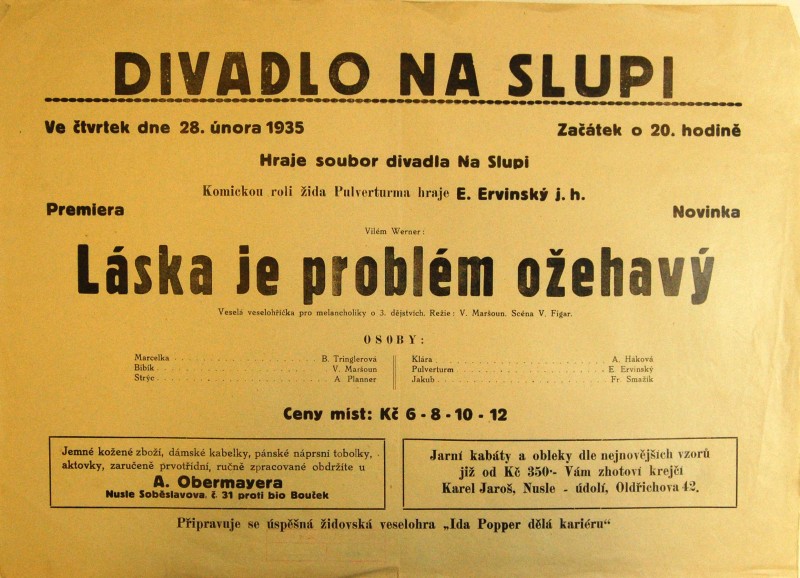 DIVADLO NA SLUPI
Ve čtvrtek dne 28. února 1935
Začátek o 20. hodině
Hraje soubor divadla Na Slupi
Komickou roli žida Pulverturma hraje E. Ervinský j. h.
Premiera
Novinka
Vilém Werner:
Láska je problém ožehavý
Veselá veselohříčka pro melancholiky o 3. dějstvích. Režie: V. Maršoun. Scéna V. Figar.
OSOBY:
Marcelka . . . B. Tringlerová
Bibík . . . V. Maršoun
Strýc . . . A Planner
Klára . . . A. Haková
Pulverturm . . . E. Ervinský
Jakub . . . Fr. Smažík
Ceny míst: Kč 6 - 8 - 10 - 12
Jemné kožené zboží, dámské kabelky, pánské náprsní tobolky,
aktovky, zaručeně prvotřídní, ručně zpracované obdržíte u
A. Obermayera
Nusle Soběslavova. č. 31 proti bio Bouček
Jarní kabáty a obleky dle nejnovějších vzorů
již od Kč 350·- Vám zhotoví krejčí
Karel Jaroš, Nusle - údolí, Oldřichova 42.
Připravuje se úspěšná židovská veselohra „Ida Popper dělá kariéru"